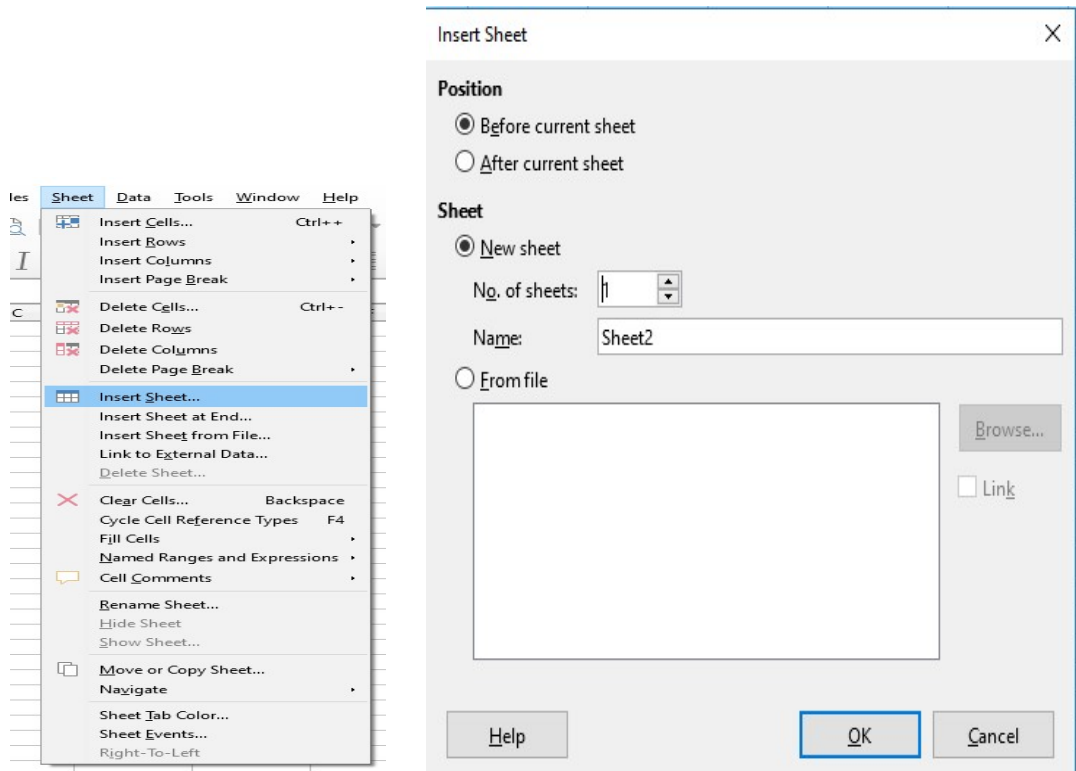 les Sheet Data Tools Window Help
I
C
Insert Cells... Ctrl++
Insert Rows
Insert Columns
Insert Page Break
Delete Cells... Ctrl+-
Delete Rows
Delete Columns
Delete Page Break
Insert Sheet...
Insert Sheet at End...
Insert Sheet from File...
Link to External Data...
Delete Sheet...
Clear Cells... Backspace
Cycle Cell Reference Types F4
Fill Cells
Named Ranges and Expressions
Cell Comments
Rename Sheet...
Hide Sheet
Show Sheet...
Move or Copy Sheet...
Navigate
Sheet Tab Color...
Sheet Events...
Right-To-Left
Insert Sheet
Position
Before current sheet
After current sheet
Sheet
New sheet
No. of sheets: 1
Name: Sheet2
From file
Browse...
Link
Help OK Cancel